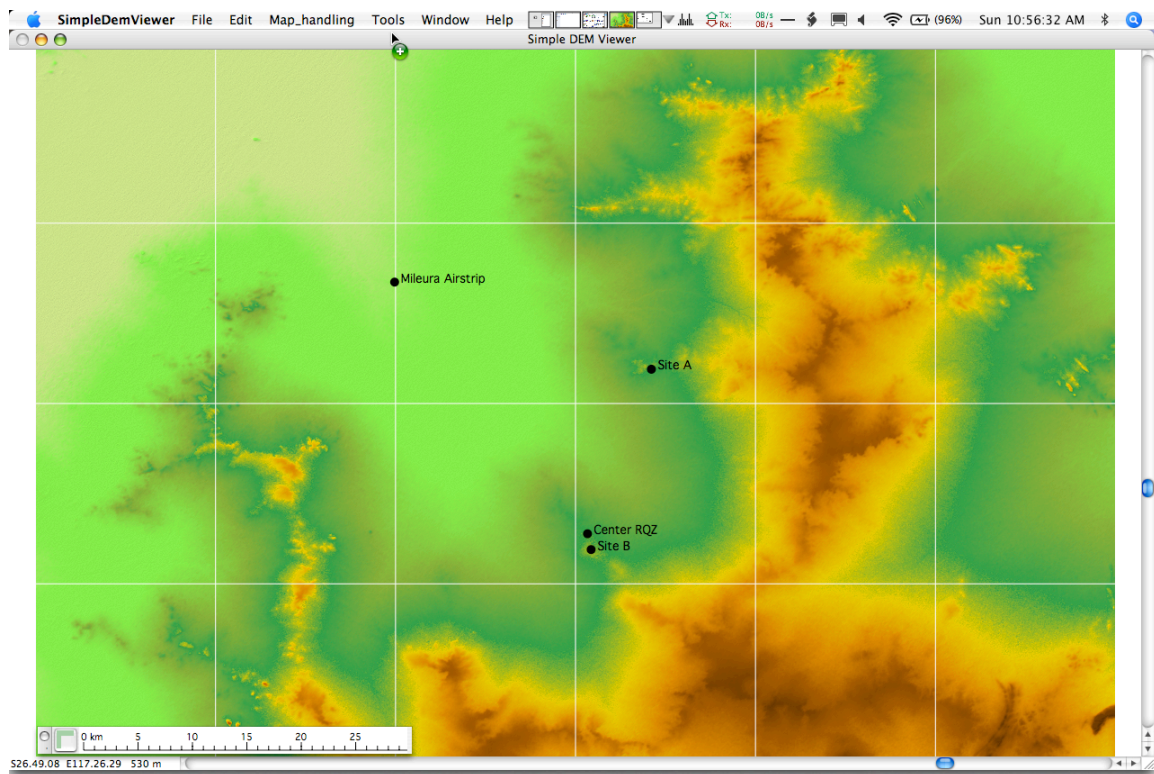 SimpleDEMViewer File Edit Map_handling Tools Window Help Tx: Rx: 0B/s 0B/s (96%) Sun 10:56:32 AM
Simple DEM Viewer
Mileura Airstrip
Site A
Center RQZ
Site B
0 km 5 10 15 20 25
S26.49.08 E117.26.29 530 m